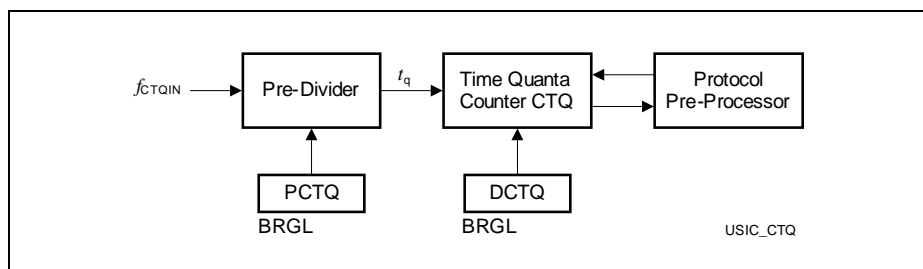 fCTQIN
Pre-Divider
tq
Time Quanta
Counter CTQ
Protocol
Pre-Processor
PCTQ
BRGL
DCTQ
BRGL
USIC_CTQ